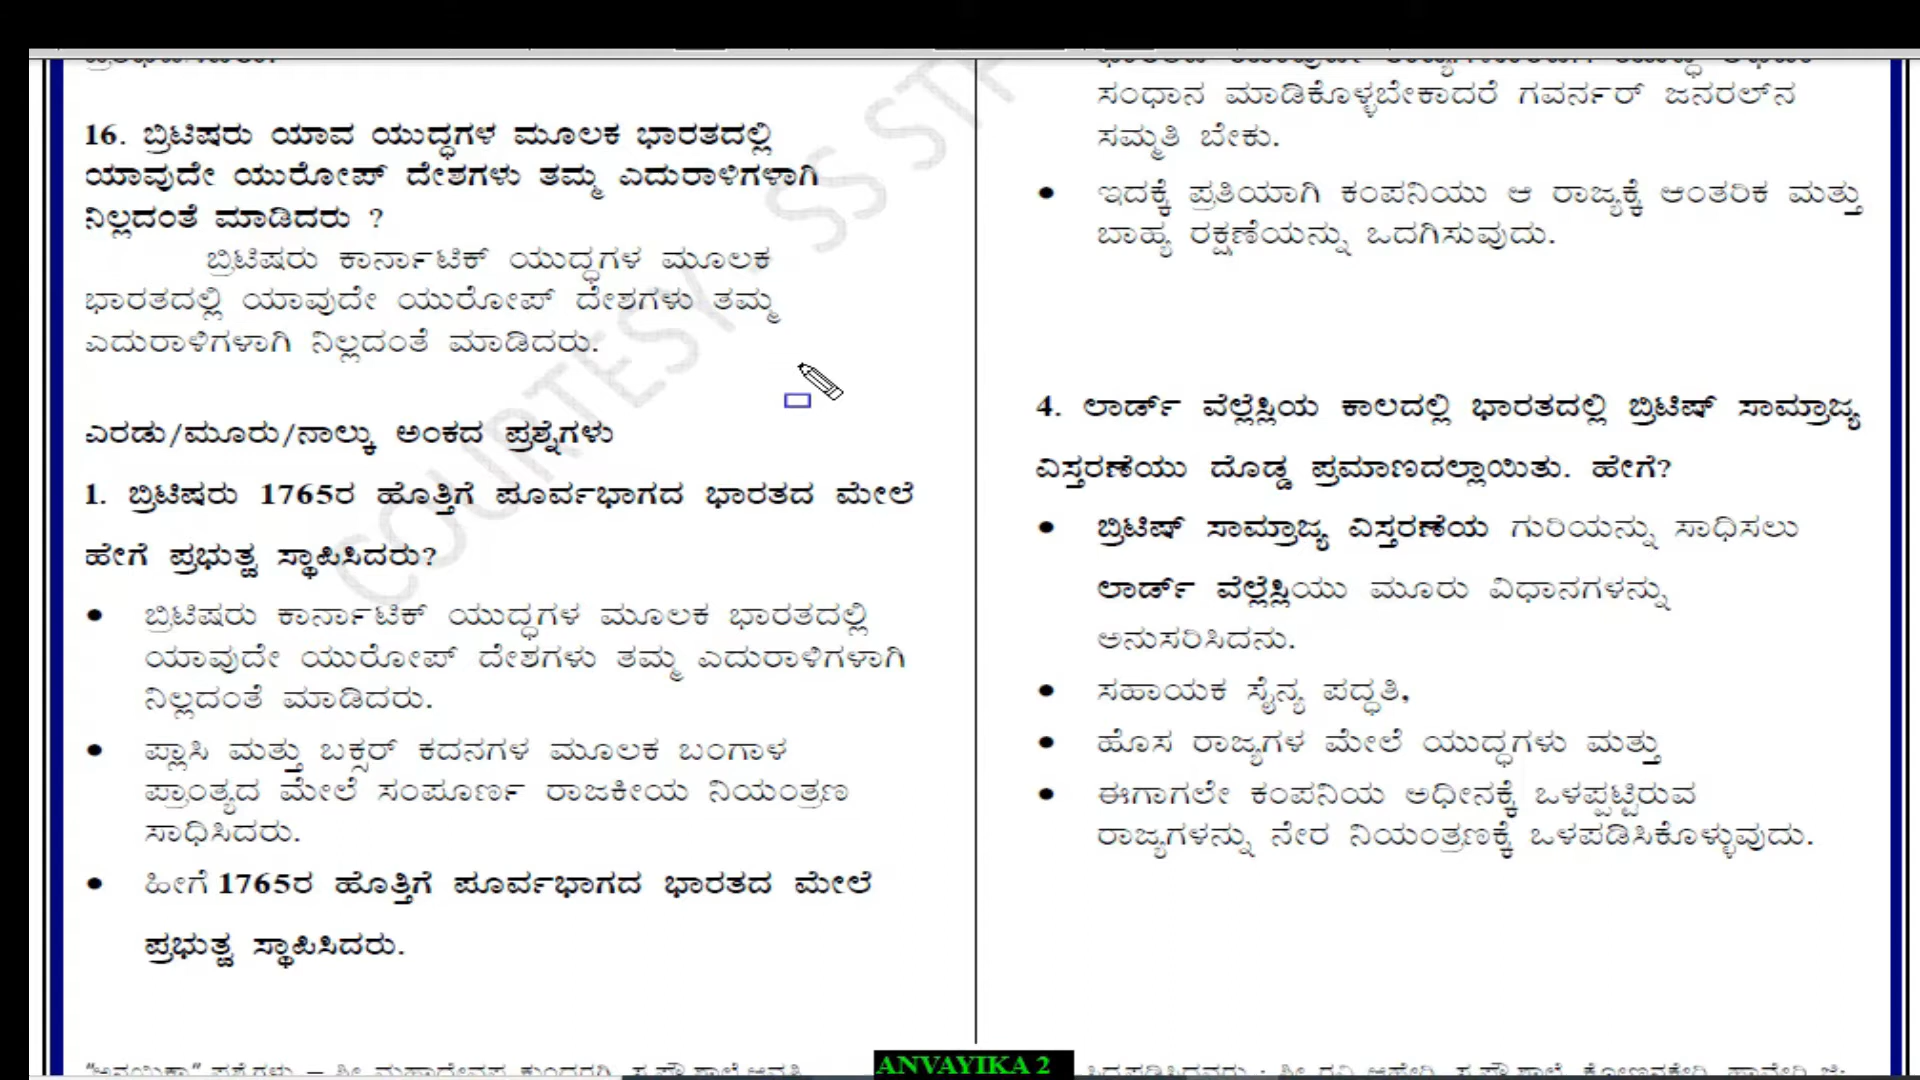 16. ಬ್ರಿಟಿಷರು ಯಾವ ಯುದ್ಧಗಳ ಮೂಲಕ ಭಾರತದಲ್ಲಿ
ಯಾವುದೇ ಯುರೋಪ್ ದೇಶಗಳು ತಮ್ಮ ಎದುರಾಳಿಗಳಾಗಿ
ನಿಲ್ಲದಂತೆ ಮಾಡಿದರು ?
ಬ್ರಿಟಿಷರು ಕಾರ್ನಾಟಿಕ್ ಯುದ್ಧಗಳ ಮೂಲಕ
ಭಾರತದಲ್ಲಿ ಯಾವುದೇ ಯುರೋಪ್ ದೇಶಗಳು ತಮ್ಮ
ಎದುರಾಳಿಗಳಾಗಿ ನಿಲ್ಲದಂತೆ ಮಾಡಿದರು.
ಎರಡು/ಮೂರು/ನಾಲ್ಕು ಅಂಕದ ಪ್ರಶ್ನೆಗಳು
1. ಬ್ರಿಟಿಷರು 1765ರ ಹೊತ್ತಿಗೆ ಪೂರ್ವಭಾಗದ ಭಾರತದ ಮೇಲೆ
ಹೇಗೆ ಪ್ರಭುತ್ವ ಸ್ಥಾಪಿಸಿದರು?
• ಬ್ರಿಟಿಷರು ಕಾರ್ನಾಟಿಕ್ ಯುದ್ಧಗಳ ಮೂಲಕ ಭಾರತದಲ್ಲಿ
ಯಾವುದೇ ಯುರೋಪ್ ದೇಶಗಳು ತಮ್ಮ ಎದುರಾಳಿಗಳಾಗಿ
ನಿಲ್ಲದಂತೆ ಮಾಡಿದರು.
• ಪ್ಲಾಸಿ ಮತ್ತು ಬಕ್ಸರ್ ಕದನಗಳ ಮೂಲಕ ಬಂಗಾಳ
ಪ್ರಾಂತ್ಯದ ಮೇಲೆ ಸಂಪೂರ್ಣ ರಾಜಕೀಯ ನಿಯಂತ್ರಣ
ಸಾಧಿಸಿದರು.
• ಹೀಗೆ 1765ರ ಹೊತ್ತಿಗೆ ಪೂರ್ವಭಾಗದ ಭಾರತದ ಮೇಲೆ
ಪ್ರಭುತ್ವ ಸ್ಥಾಪಿಸಿದರು.
ಸಂಧಾನ ಮಾಡಿಕೊಳ್ಳಬೇಕಾದರೆ ಗವರ್ನರ್ ಜನರಲ್‌ನ
ಸಮ್ಮತಿ ಬೇಕು.
• ಇದಕ್ಕೆ ಪ್ರತಿಯಾಗಿ ಕಂಪನಿಯು ಆ ರಾಜ್ಯಕ್ಕೆ ಆಂತರಿಕ ಮತ್ತು
ಬಾಹ್ಯ ರಕ್ಷಣೆಯನ್ನು ಒದಗಿಸುವುದು.
4. ಲಾರ್ಡ್ ವೆಲ್ಲೆಸ್ಲಿಯ ಕಾಲದಲ್ಲಿ ಭಾರತದಲ್ಲಿ ಬ್ರಿಟಿಷ್ ಸಾಮ್ರಾಜ್ಯ
ವಿಸ್ತರಣೆಯು ದೊಡ್ಡ ಪ್ರಮಾಣದಲ್ಲಾಯಿತು. ಹೇಗೆ?
• ಬ್ರಿಟಿಷ್ ಸಾಮ್ರಾಜ್ಯ ವಿಸ್ತರಣೆಯ ಗುರಿಯನ್ನು ಸಾಧಿಸಲು
ಲಾರ್ಡ್ ವೆಲ್ಲೆಸ್ಲಿಯು ಮೂರು ವಿಧಾನಗಳನ್ನು
ಅನುಸರಿಸಿದನು.
• ಸಹಾಯಕ ಸೈನ್ಯ ಪದ್ಧತಿ,
• ಹೊಸ ರಾಜ್ಯಗಳ ಮೇಲೆ ಯುದ್ಧಗಳು ಮತ್ತು
• ಈಗಾಗಲೇ ಕಂಪನಿಯ ಅಧೀನಕ್ಕೆ ಒಳಪ್ಪಟ್ಟಿರುವ
ರಾಜ್ಯಗಳನ್ನು ನೇರ ನಿಯಂತ್ರಣಕ್ಕೆ ಒಳಪಡಿಸಿಕೊಳ್ಳುವುದು.
COURTESY - SS
ANVAYIKA 2